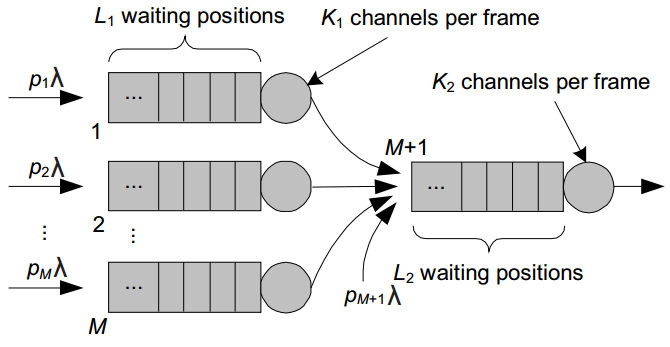 L1 waiting positions
K1 channels per frame
p1λ
...
1
K2 channels per frame
M+1
p2λ
...
...
2
⋮
⋮
pMλ
...
pM+1λ
L2 waiting positions
M